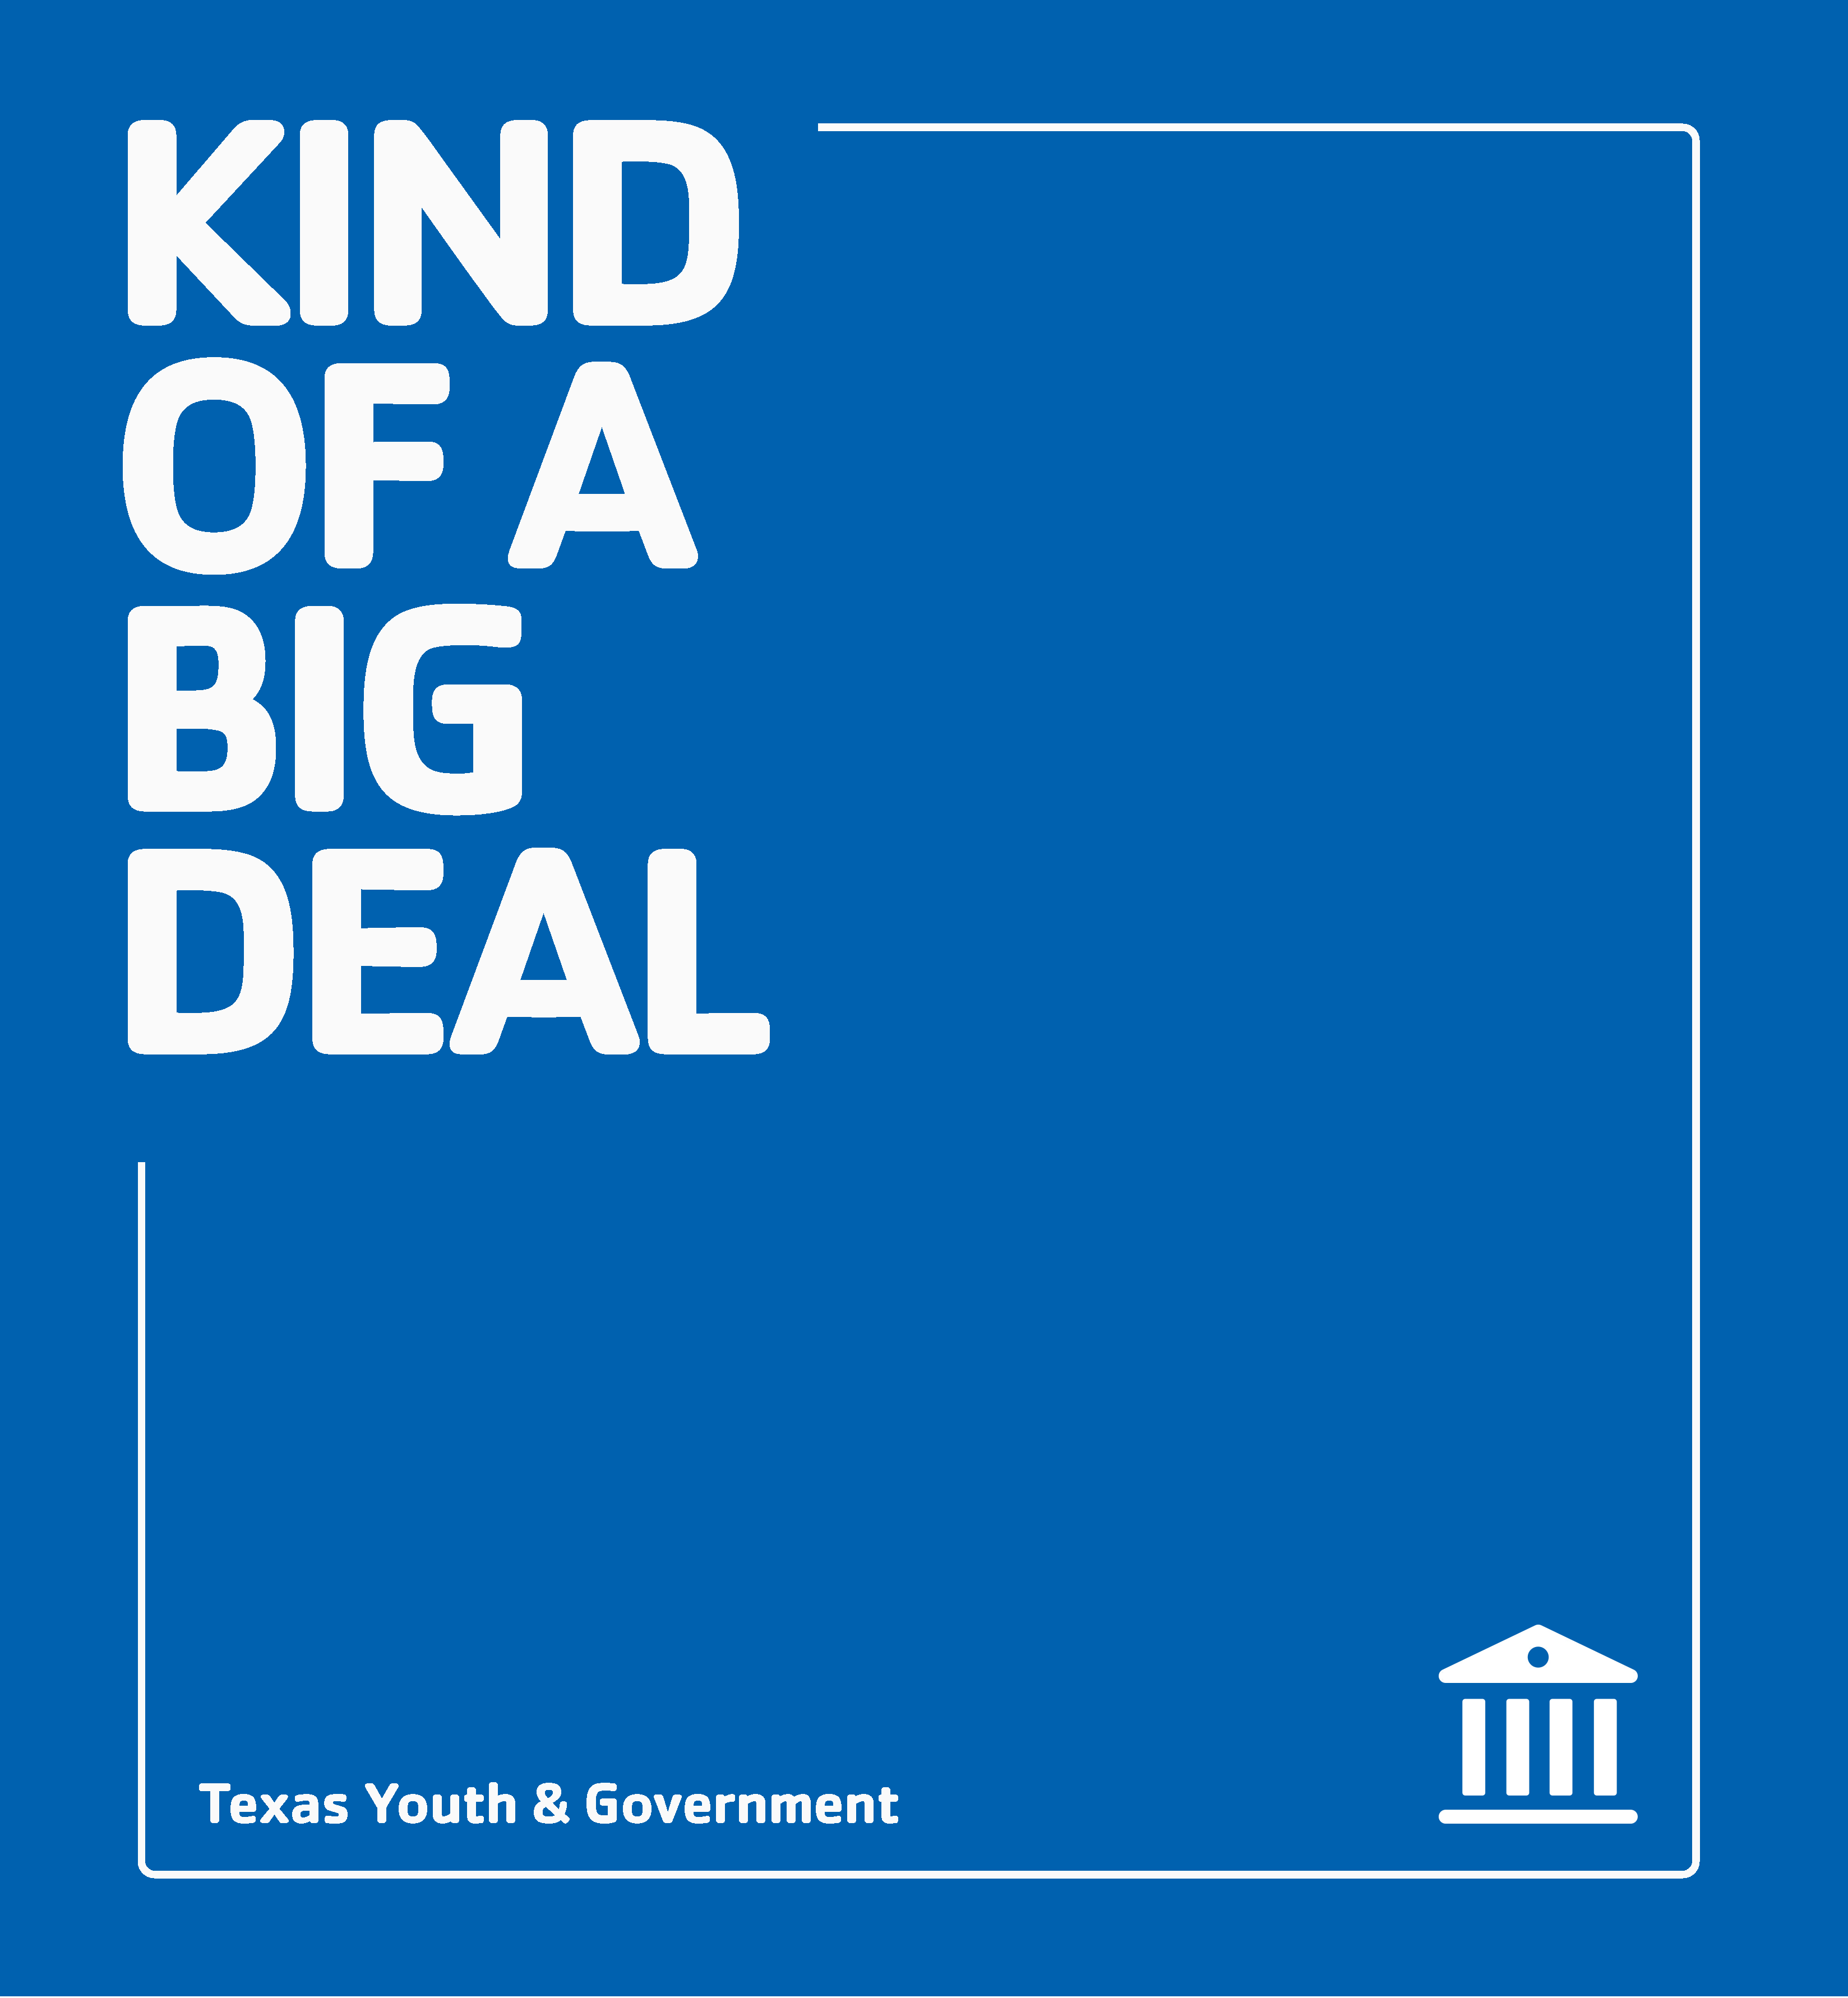 KIND
OF A
BIG
DEAL
Texas Youth & Government